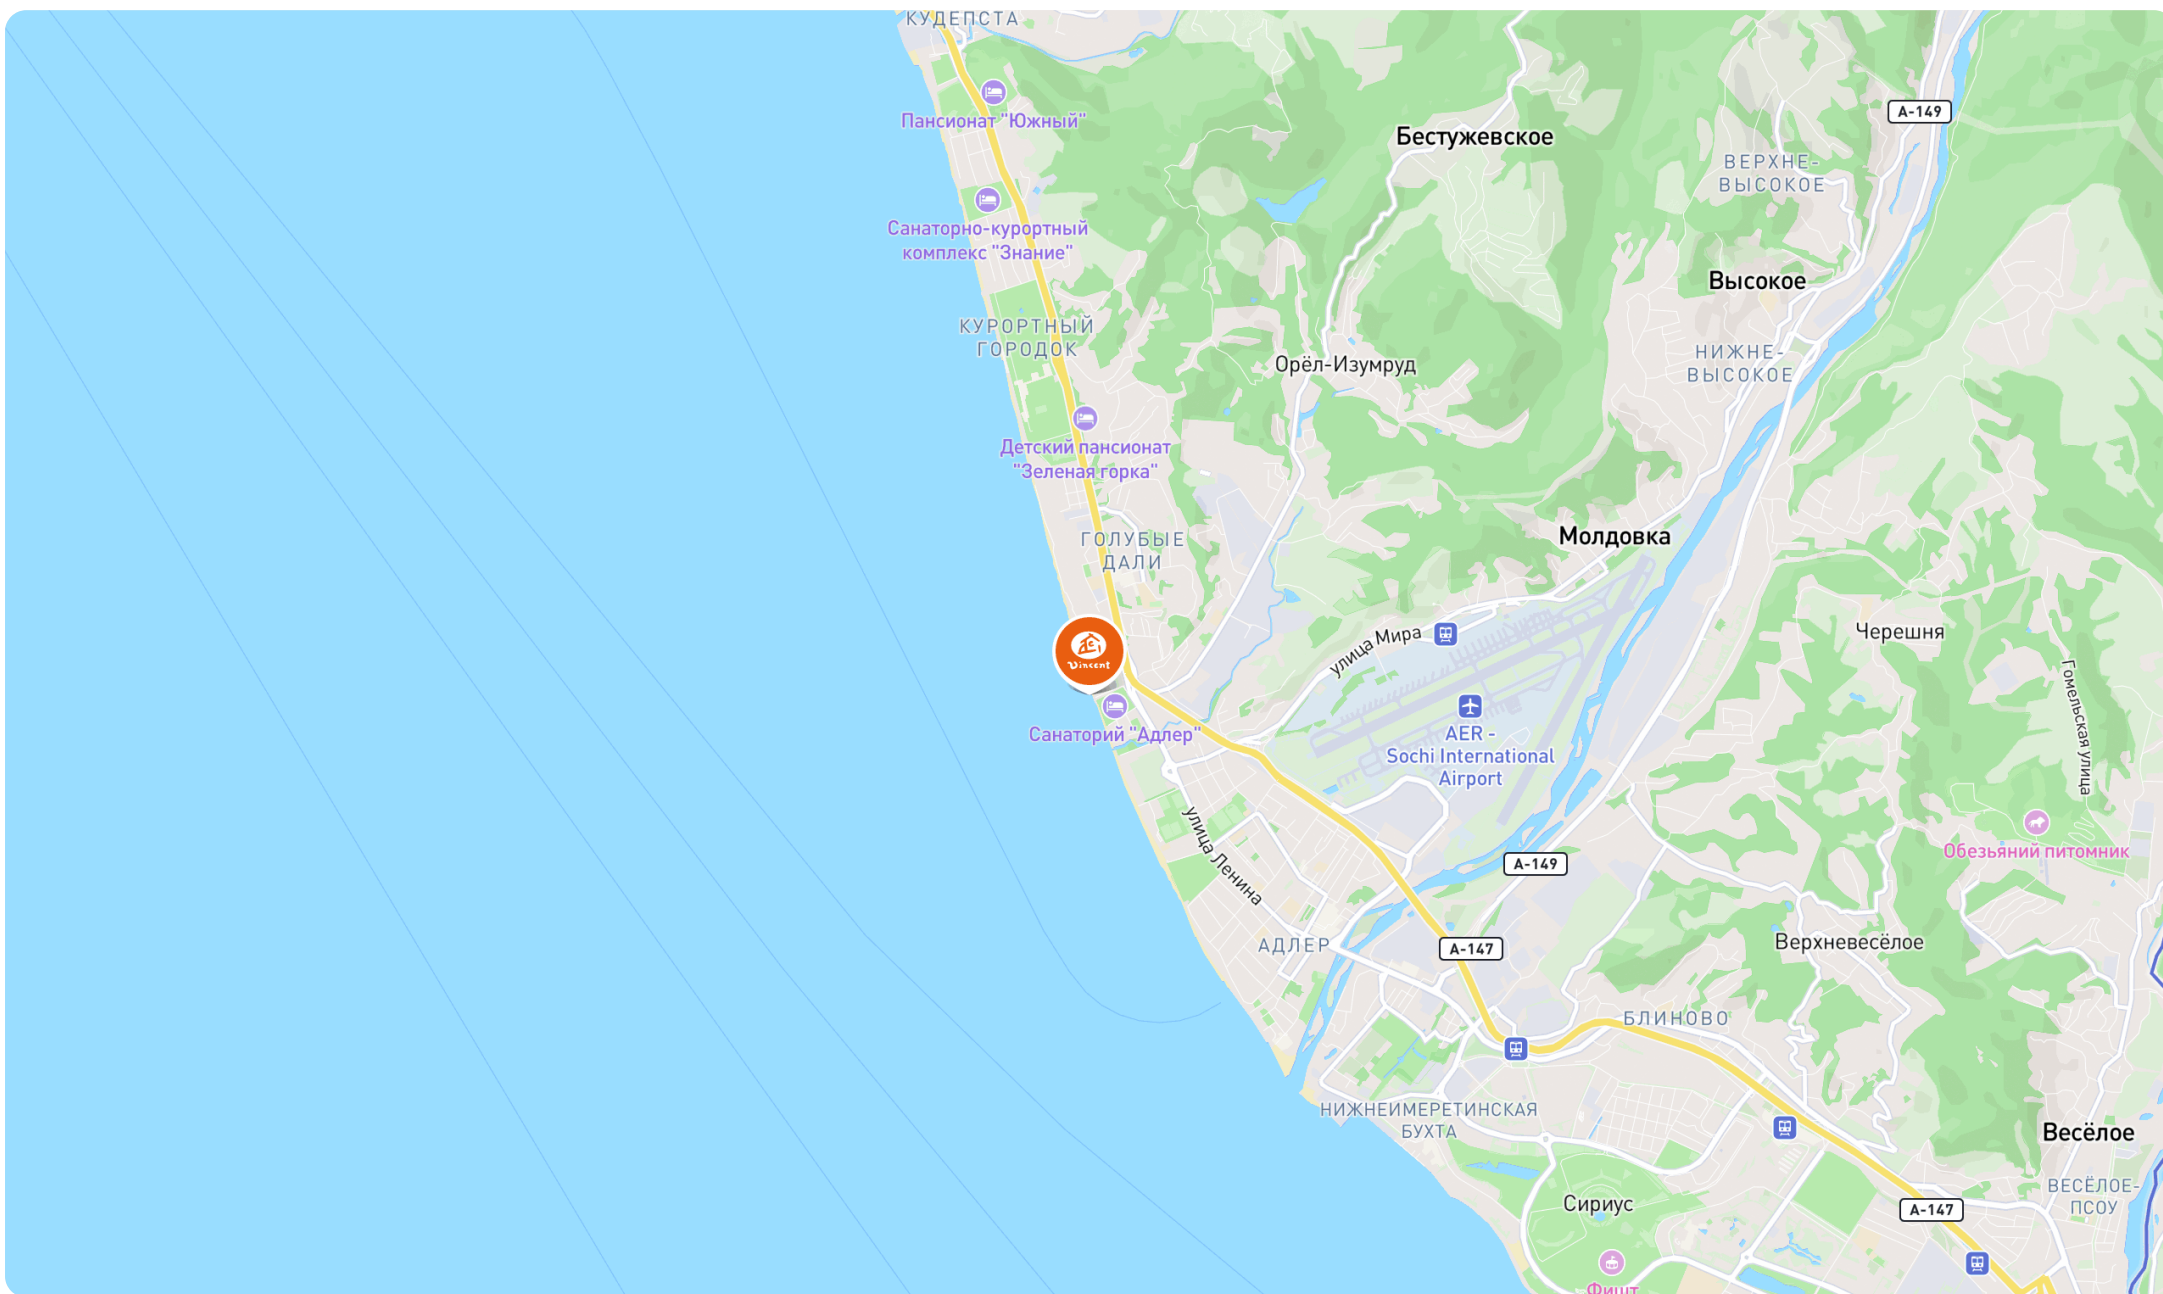 КУДЕПСТА
Пансионат "Южный"
Бестужевское
А-149
ВЕРХНЕ-
ВЫСОКОЕ
Санаторно-курортный
комплекс "Знание"
Высокое
КУРОРТНЫЙ
ГОРОДОК
Орёл-Изумруд
НИЖНЕ-
ВЫСОКОЕ
Детский пансионат
"Зеленая горка"
ГОЛУБЫЕ
ДАЛИ
Молдовка
Vincent
улица Мира
Черешня
Гомельская улица
Санаторий "Адлер"
AER -
Sochi International
Airport
улица Ленина
Обезьяний питомник
А-149
АДЛЕР
А-147
Верхневесёлое
БЛИНОВО
НИЖНЕИМЕРЕТИНСКАЯ
БУХТА
Весёлое
Сириус
ВЕСЁЛОЕ-
ПСОУ
А-147
Фишт